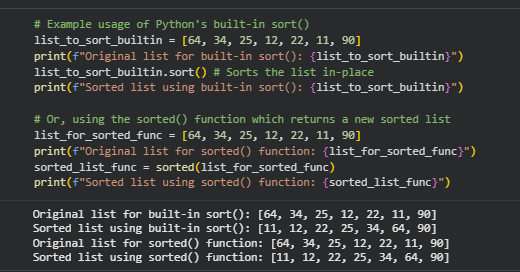 # Example usage of Python's built-in sort()
list_to_sort_builtin = [64, 34, 25, 12, 22, 11, 90]
print(f"Original list for built-in sort(): {list_to_sort_builtin}")
list_to_sort_builtin.sort() # Sorts the list in-place
print(f"Sorted list using built-in sort(): {list_to_sort_builtin}")

# Or, using the sorted() function which returns a new sorted list
list_for_sorted_func = [64, 34, 25, 12, 22, 11, 90]
print(f"Original list for sorted() function: {list_for_sorted_func}")
sorted_list_func = sorted(list_for_sorted_func)
print(f"Sorted list using sorted() function: {sorted_list_func}")

Original list for built-in sort(): [64, 34, 25, 12, 22, 11, 90]
Sorted list using built-in sort(): [11, 12, 22, 25, 34, 64, 90]
Original list for sorted() function: [64, 34, 25, 12, 22, 11, 90]
Sorted list using sorted() function: [11, 12, 22, 25, 34, 64, 90]